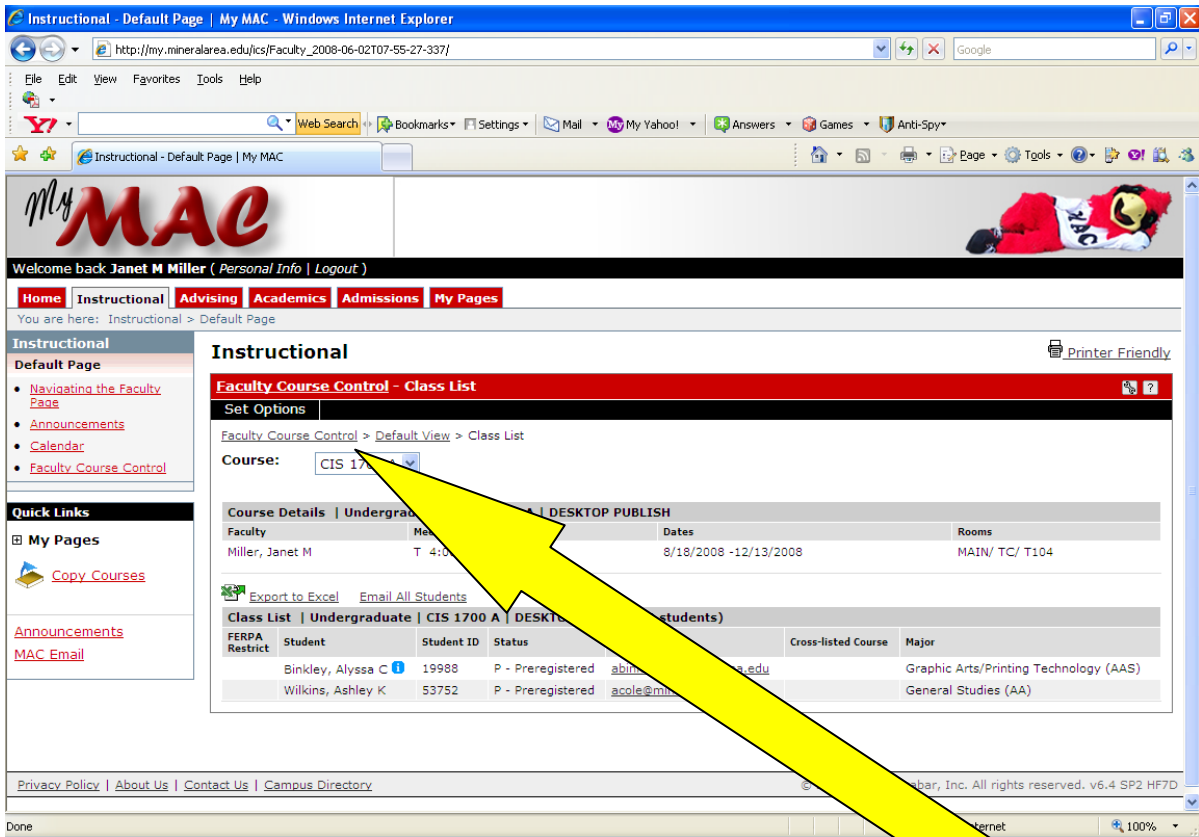 Instructional - Default Page | My MAC - Windows Internet Explorer
http://my.mineralarea.edu/ics/Faculty_2008-06-02T07-55-27-337/
Google
File Edit View Favorites Tools Help
Y! Web Search Bookmarks Settings Mail My Yahoo! Answers Games Anti-Spy
Instructional - Default Page | My MAC
Page Tools
My MAC
MAC
Welcome back Janet M Miller ( Personal Info | Logout )
Home Instructional Advising Academics Admissions My Pages
You are here: Instructional > Default Page
Instructional
Default Page
Navigating the Faculty
Page
Announcements
Calendar
Faculty Course Control
Quick Links
My Pages
Copy Courses
Announcements
MAC Email
Instructional
Printer Friendly
Faculty Course Control - Class List
?
Set Options
Faculty Course Control > Default View > Class List
Course:
CIS
Course Details | A | DESKTOP PUBLISH
Faculty Dates Rooms
Miller, Janet M T 8/18/2008 -12/13/2008 MAIN/ TC/ T104
Export to Excel Email All Students
Class List | Undergraduate | CIS 1700 A | students)
FERPA
Restrict Student Student ID Status Cross-listed Course Major
Binkley, Alyssa C 19988 P - Preregistered Graphic Arts/Printing Technology (AAS)
Wilkins, Ashley K 53752 P - Preregistered General Studies (AA)
Privacy Policy | About Us | Contact Us | Campus Directory
Inc. All rights reserved. v6.4 SP2 HF7D
Done
100%